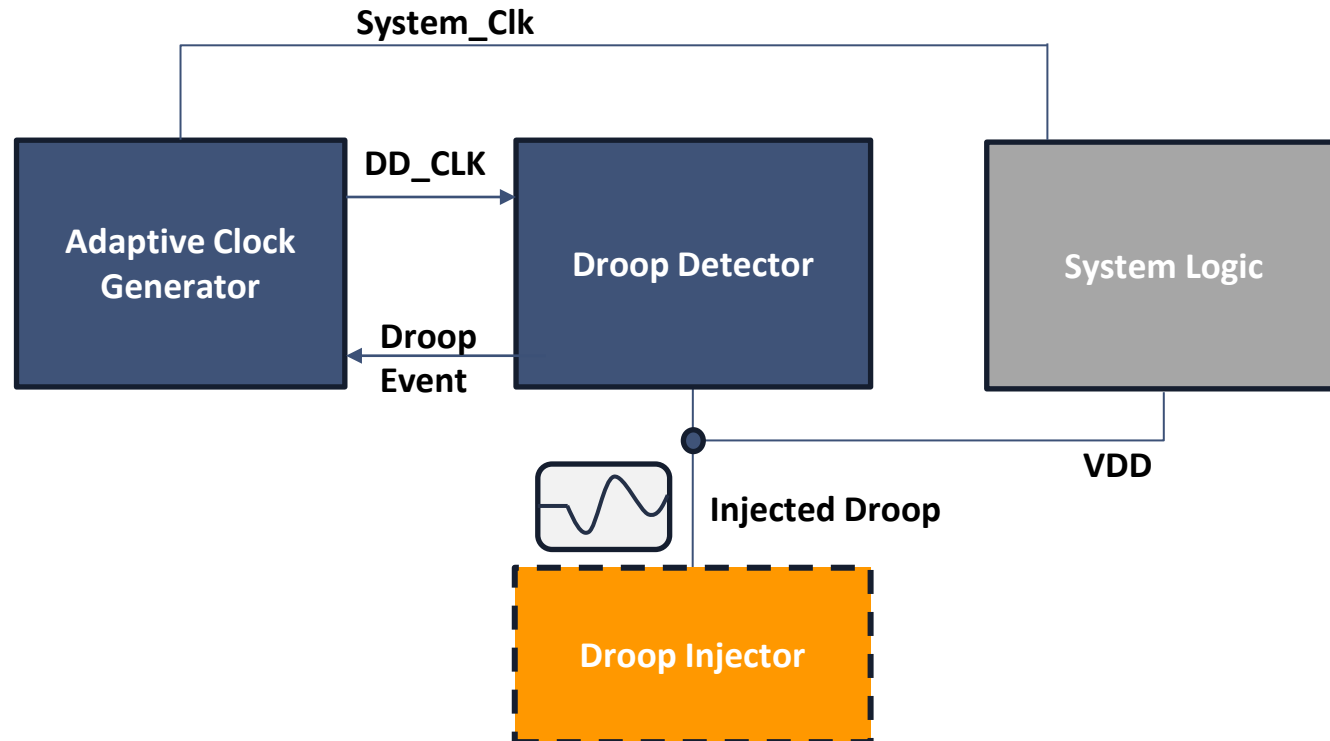 System_Clk
DD_CLK
Adaptive Clock
Generator
Droop Detector
System Logic
Droop
Event
VDD
Injected Droop
Droop Injector